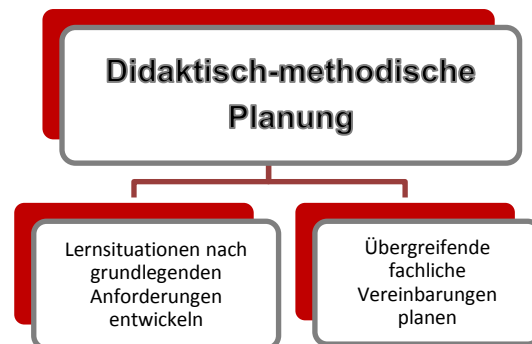 Didaktisch-methodische
Planung
Lernsituationen nach
grundlegenden
Anforderungen
entwickeln
Übergreifende
fachliche
Vereinbarungen
planen